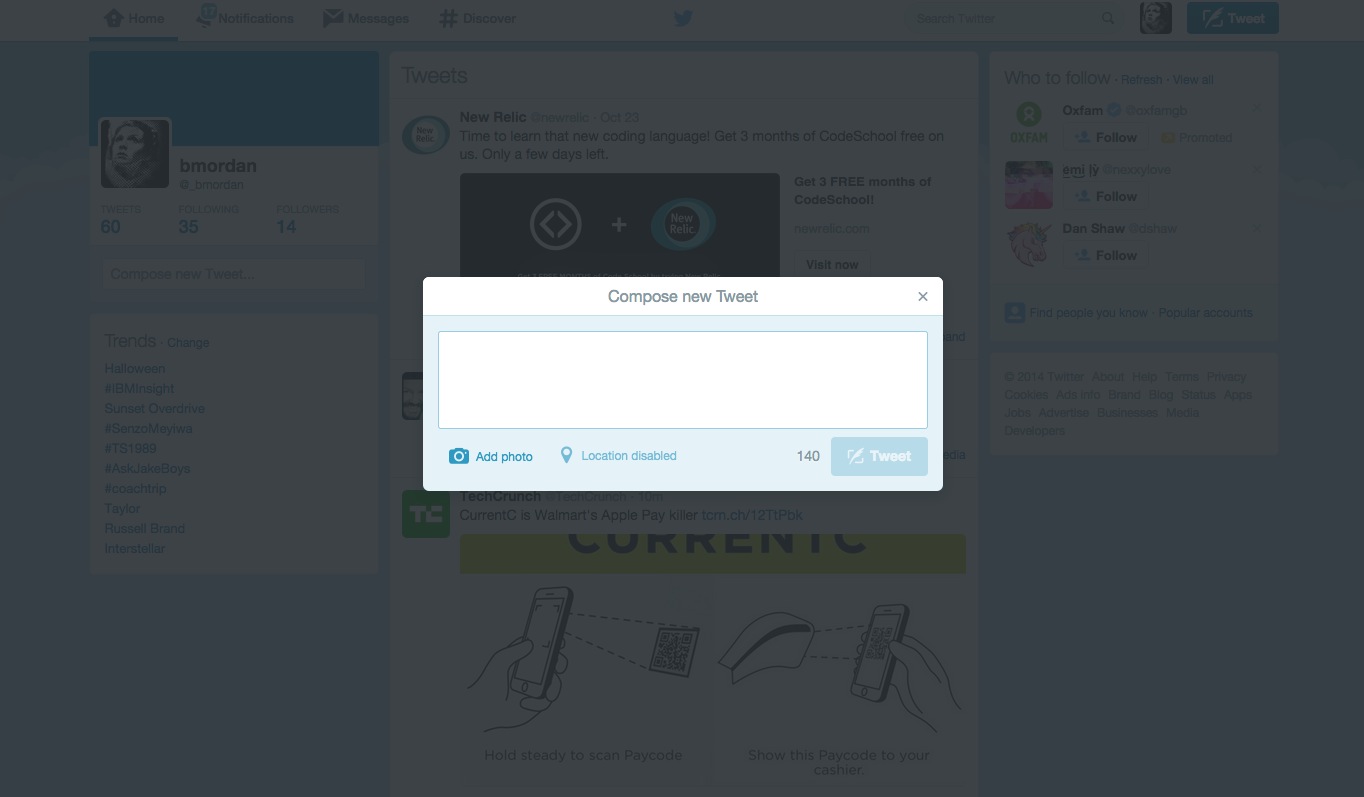 Home
17
Notifications
Messages
Discover
Search Twitter
Tweet
bmordan
@_bmordan
TWEETS FOLLOWING FOLLOWERS
60 35 14
Compose new Tweet...
Trends · Change
Halloween
#IBMInsight
Sunset Overdrive
#SenzoMeyiwa
#TS1989
#AskJakeBoys
#coachtrip
Taylor
Russell Brand
Interstellar
Tweets
New Relic @newrelic · Oct 23
Time to learn that new coding language! Get 3 months of CodeSchool free on
us. Only a few days left.
New
Relic.
+
New
Relic.
Get 3 FREE months of
CodeSchool!
newrelic.com
Visit now
Compose new Tweet
×
Add photo
Location disabled
140
Tweet
TechCrunch @TechCrunch · 10m
CurrentC is Walmart's Apple Pay killer tcrn.ch/12TtPbk
TC
CURRENTC
Hold steady to scan Paycode
Show this Paycode to your
cashier.
Who to follow · Refresh · View all
OXFAM
Oxfam @oxfamgb
Follow
Promoted
@nexxylove
Follow
Dan Shaw @dshaw
Follow
Find people you know · Popular accounts
© 2014 Twitter About Help Terms Privacy
Cookies Ads info Brand Blog Status Apps
Jobs Advertise Businesses Media
Developers